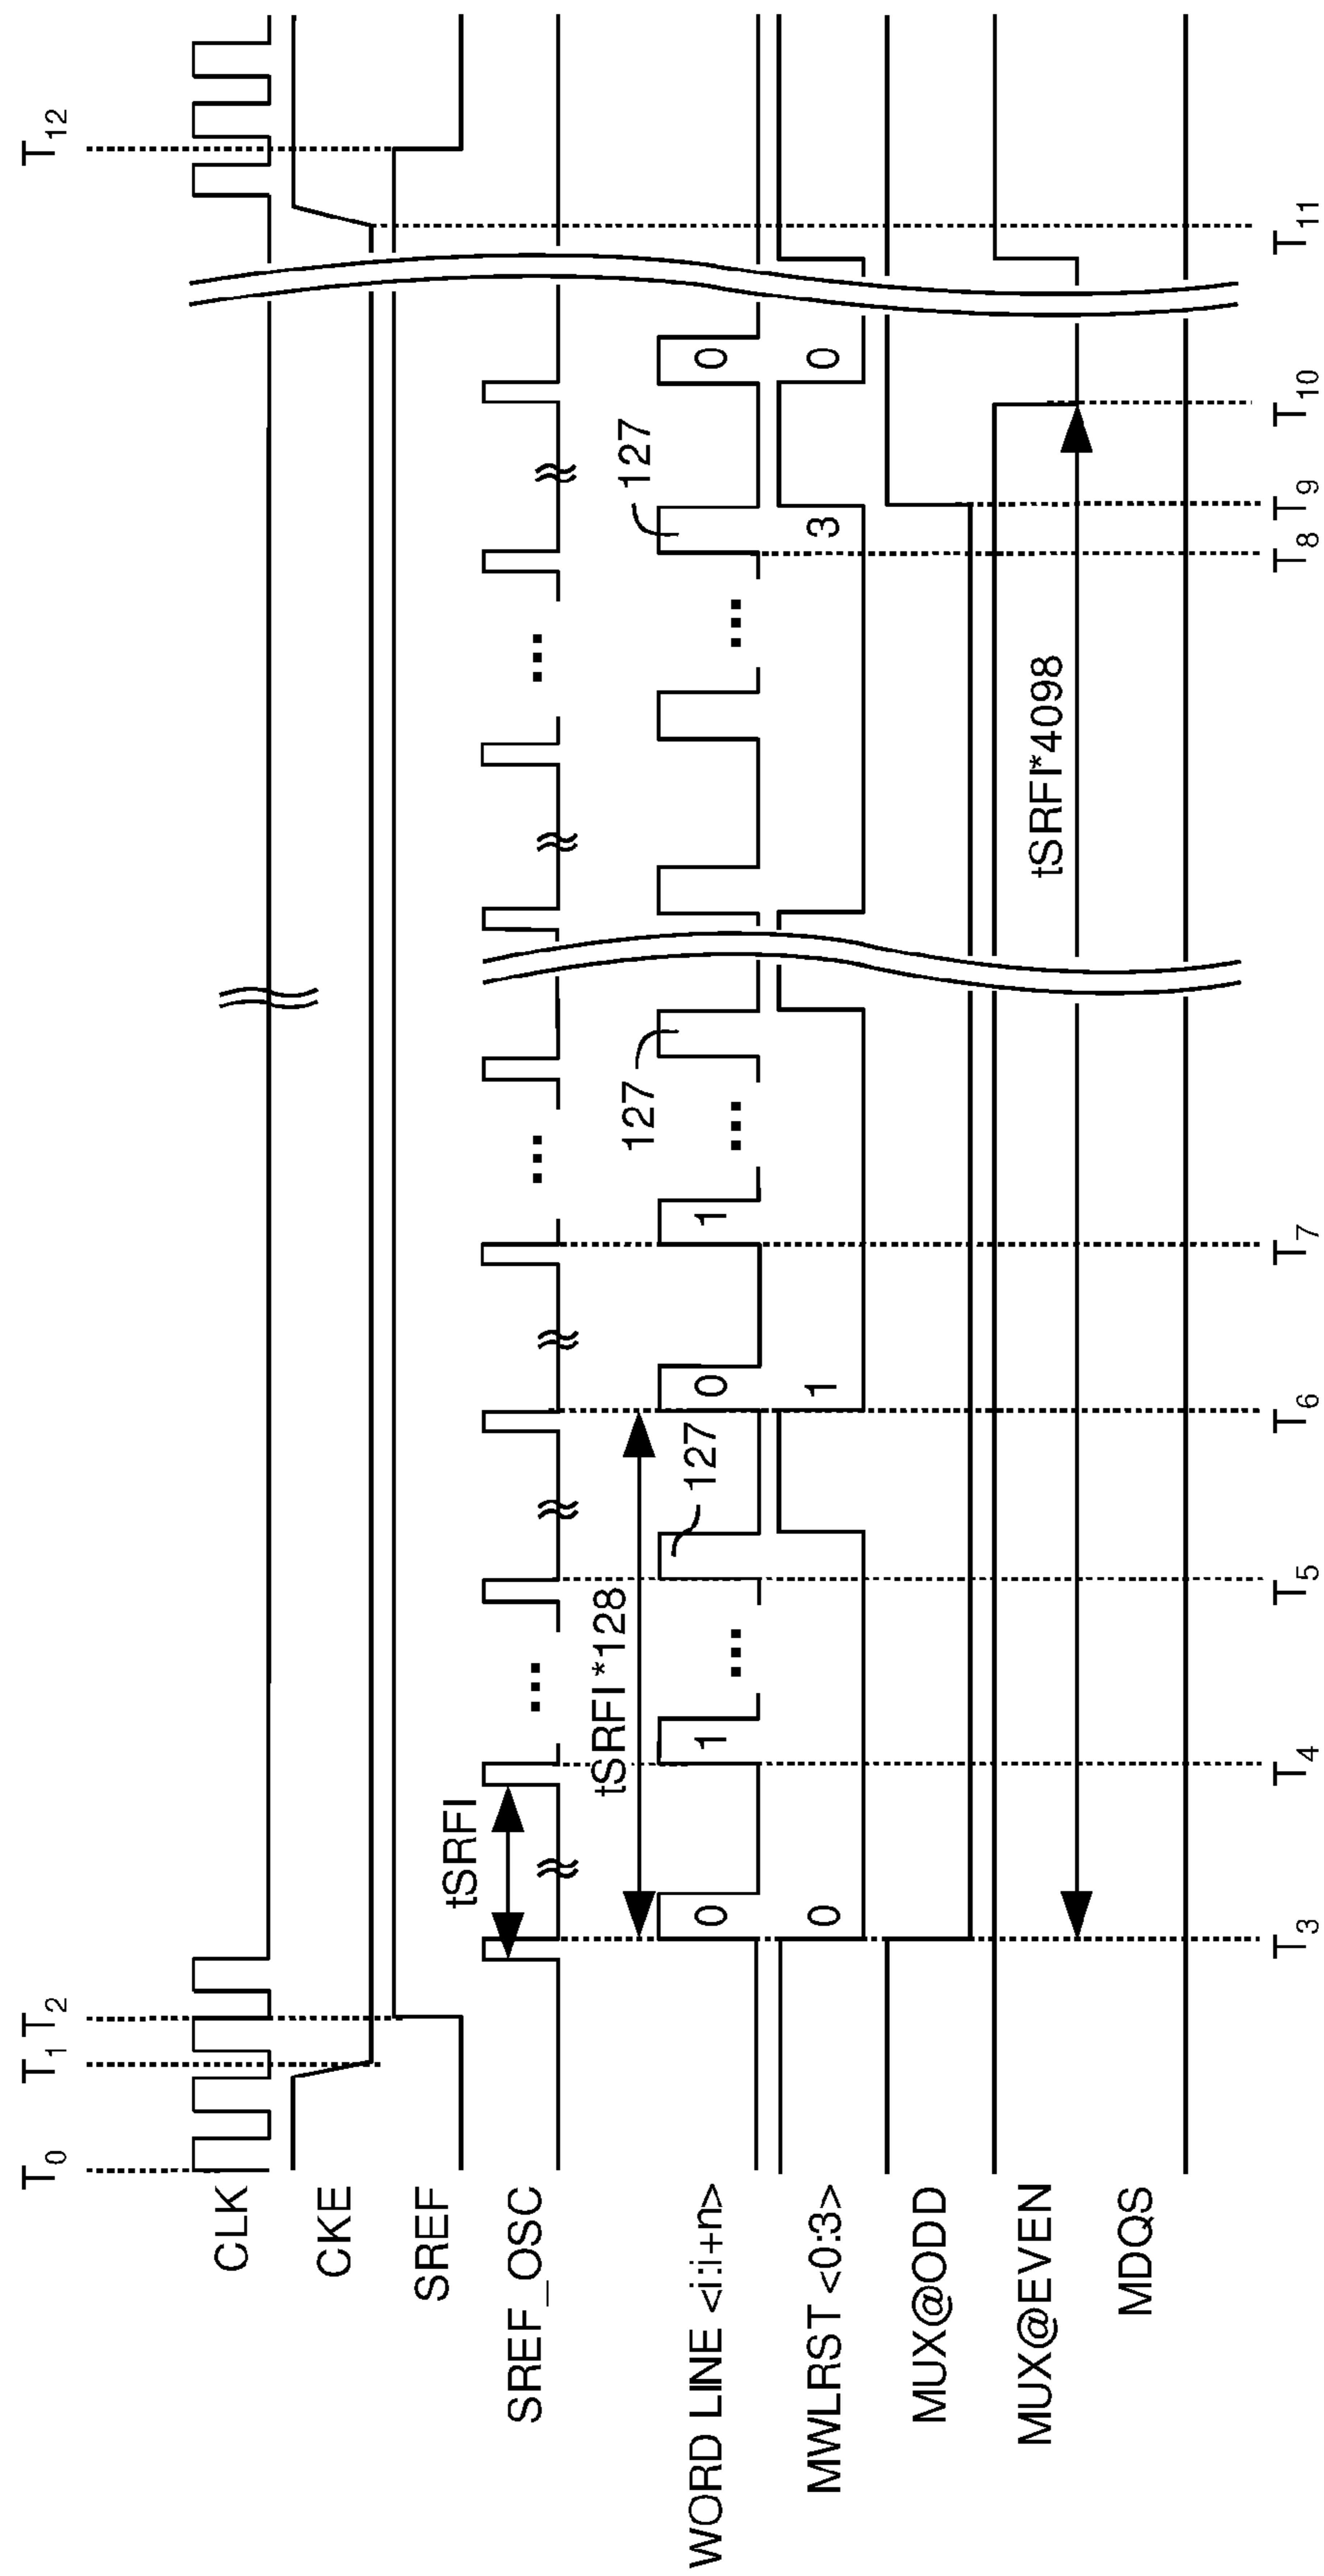 T0 T1 T2 T12
CLK
CKE
SREF
tSRFI
SREF_OSC
tSRFI*128
127 127
WORD LINE <i:i+n>
0 1 127 0 1 0
MWLRST <0:3>
0 1 3 0
MUX@ODD
MUX@EVEN
tSRFI*4098
MDQS
T3 T4 T5 T6 T7 T8 T9 T10 T11